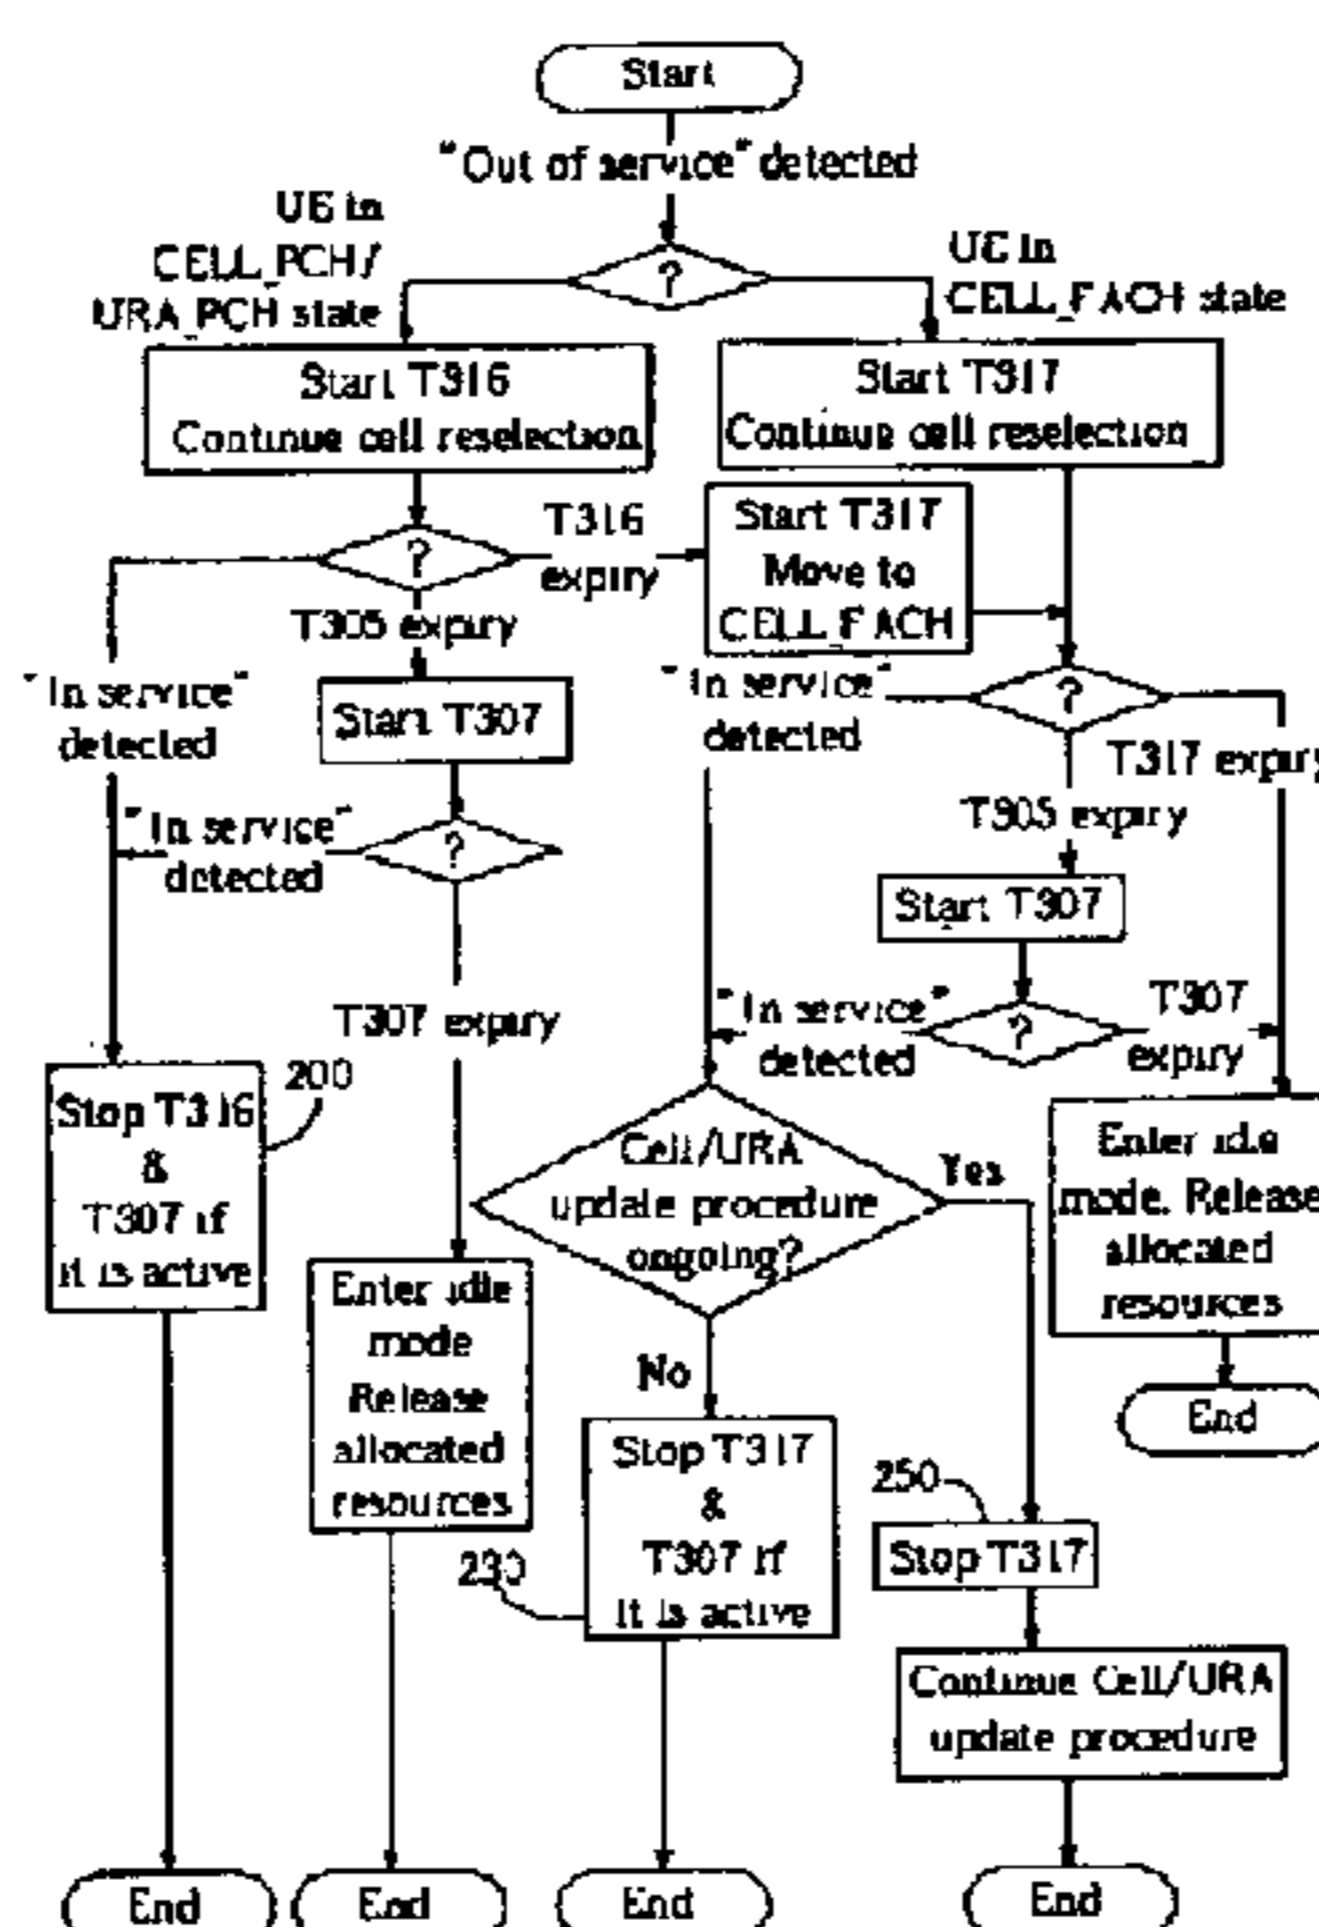 Start
"Out of service" detected
UE in
CELL_PCH/
URA_PCH state
?
UE in
CELL_FACH state
Start T316
Continue cell reselection
Start T317
Continue cell reselection
?
T316
expiry
Start T317
Move to
CELL_FACH
T305 expiry
"In service"
detected
Start T307
"In service"
detected
?
T317 expiry
T305 expiry
"In service"
detected
?
Start T307
T307 expiry
"In service"
detected
?
T307
expiry
200
Stop T316
&
T307 if
it is active
Cell/URA
update procedure
ongoing?
Yes
Enter idle
mode. Release
allocated
resources
Enter idle
mode
Release
allocated
resources
No
End
Stop T317
&
T307 if
it is active
230
250
Stop T317
Continue Cell/URA
update procedure
End
End
End
End